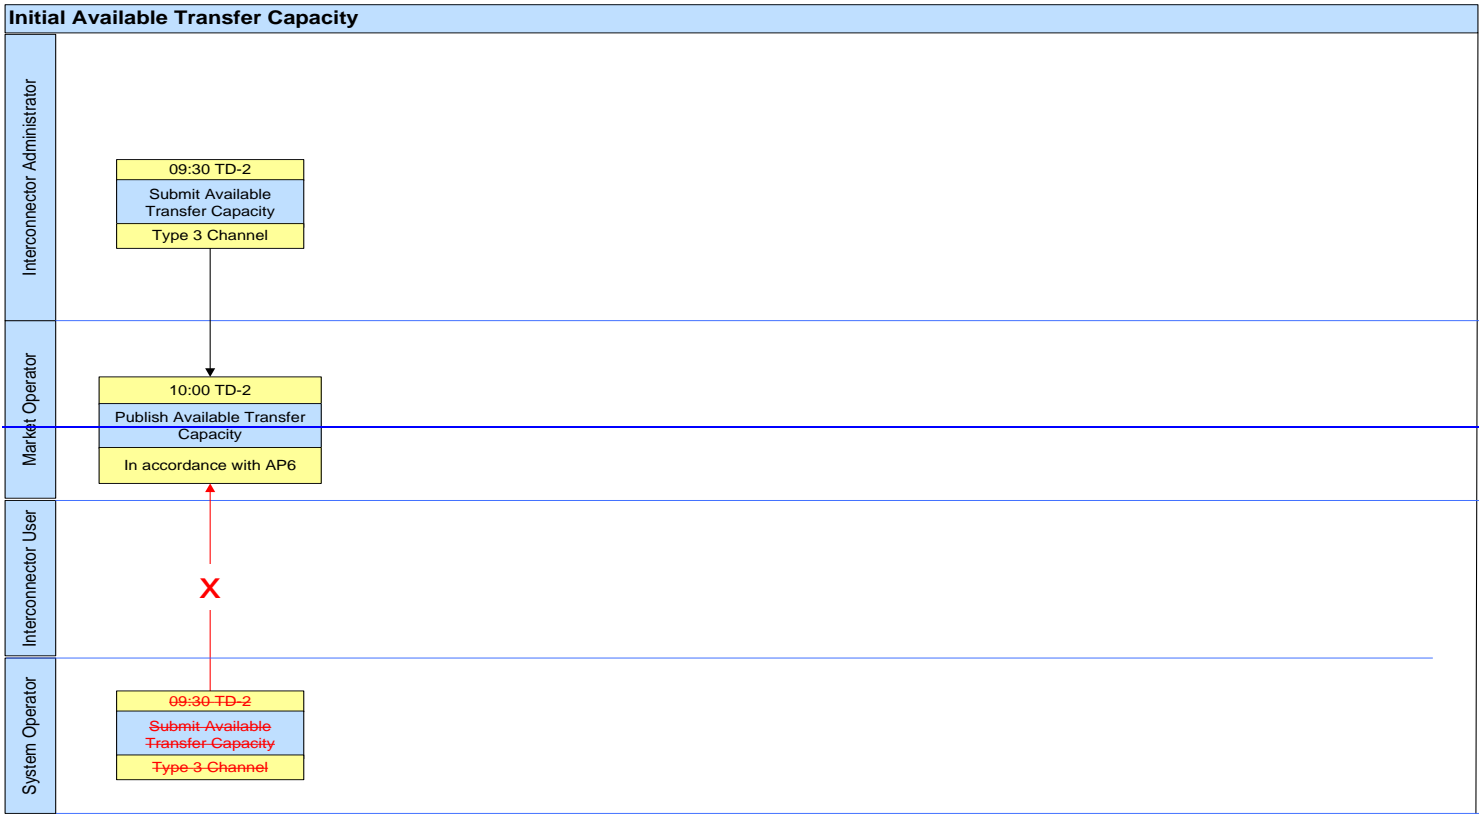 Initial Available Transfer Capacity
Interconnector Administrator
09:30 TD-2
Submit Available
Transfer Capacity
Type 3 Channel
Market Operator
10:00 TD-2
Publish Available Transfer
Capacity
In accordance with AP6
Interconnector User
X
System Operator
09:30 TD-2
Submit Available
Transfer Capacity
Type 3 Channel